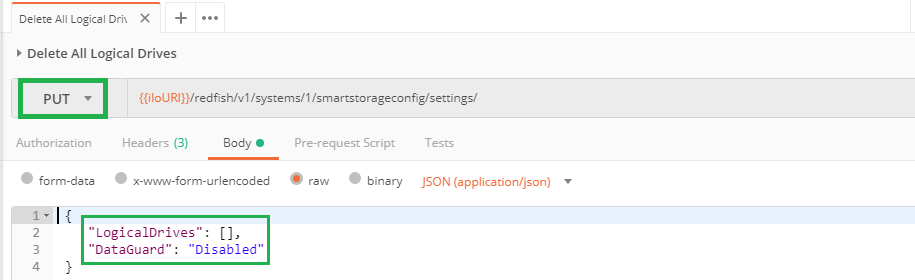 Delete All Logical Driv
Delete All Logical Drives
PUT {{iloURI}}/redfish/v1/systems/1/smartstorageconfig/settings/
Authorization Headers (3) Body Pre-request Script Tests
form-data x-www-form-urlencoded raw binary JSON (application/json)
1 {
2 "LogicalDrives": [],
3 "DataGuard": "Disabled"
4 }